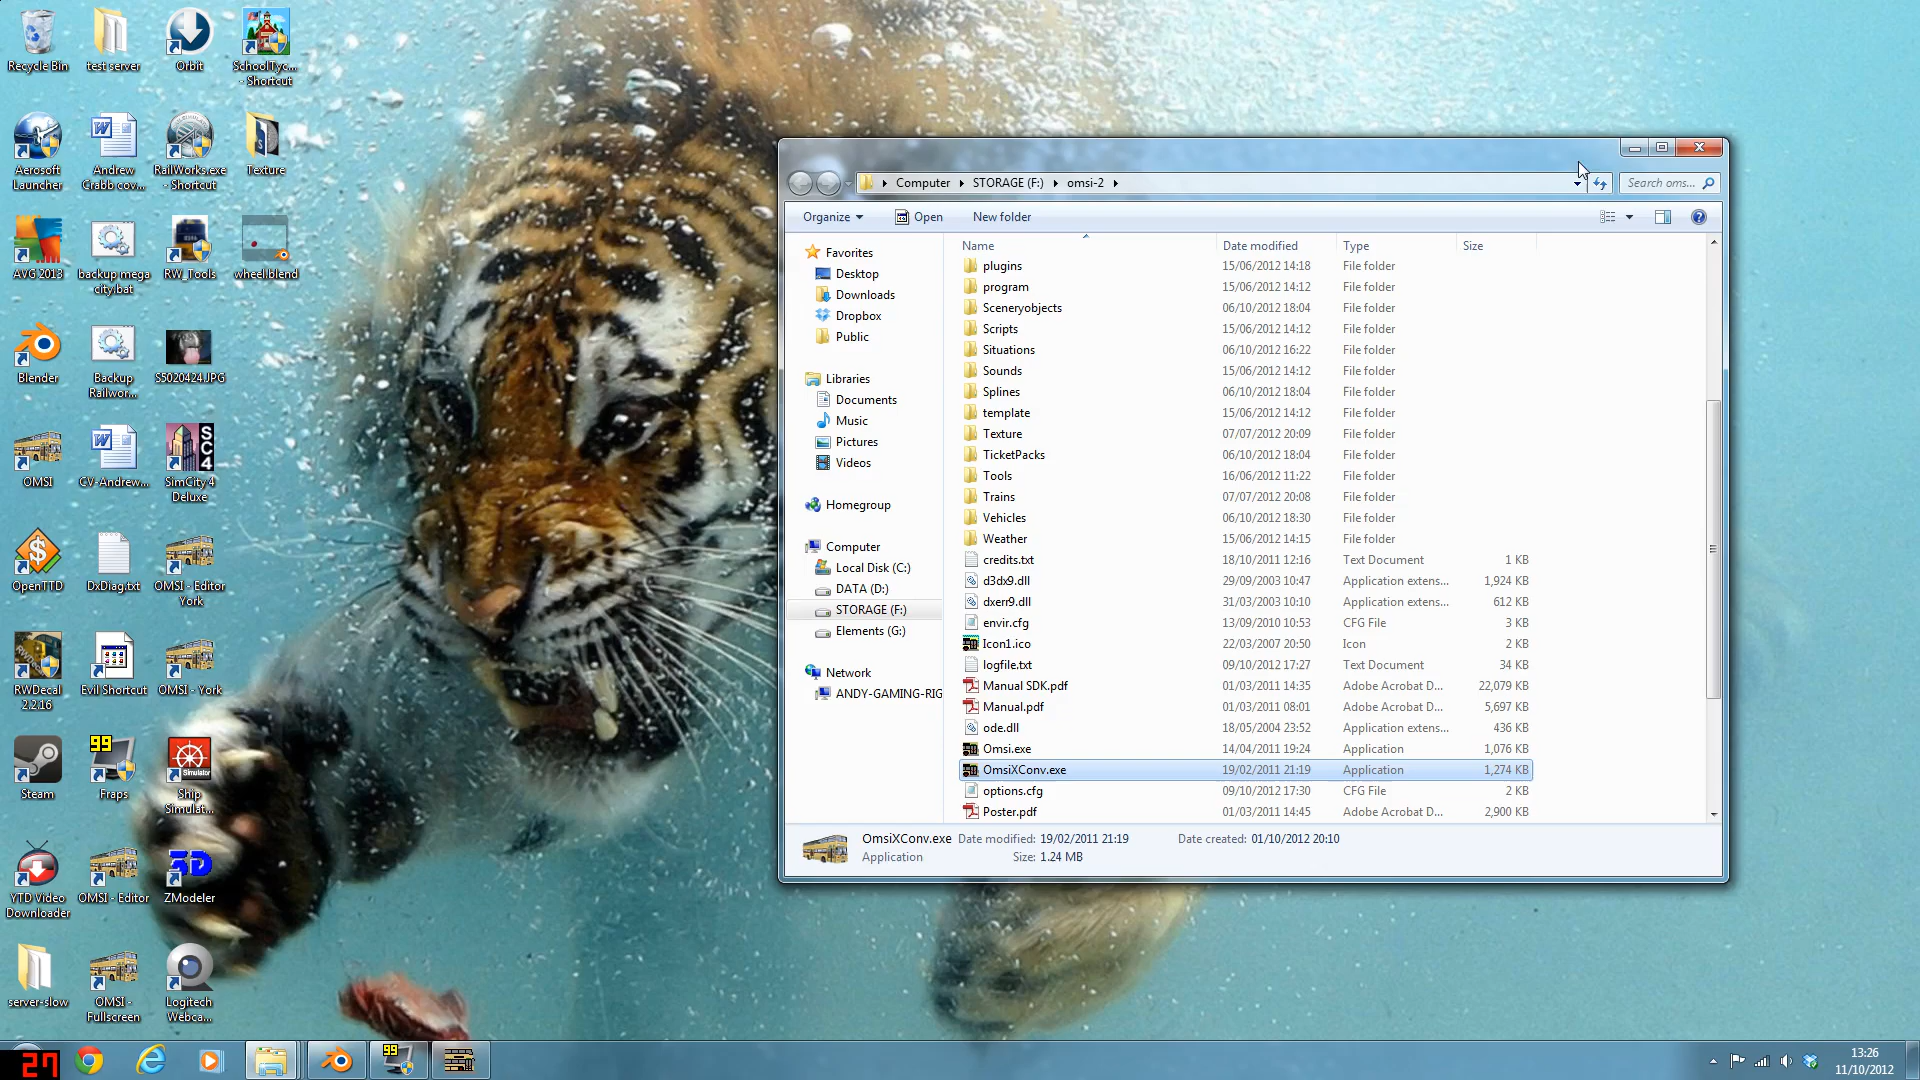 Recycle Bin
test server
Orbit
SchoolTyc...
- Shortcut
Aerosoft
Launcher
Andrew
Crabb cov...
RailWorks.exe
- Shortcut
Texture
AVG 2013
backup mega
city.bat
RW_Tools
wheel.blend
Blender
Backup
Railwor...
S5020424.JPG
OMSI
CV-Andrew...
SC4
SimCity 4
Deluxe
OpenTTD
DxDiag.txt
OMSI - Editor
York
RWDecal
2.2.16
Evil Shortcut
OMSI - York
Steam
99
Fraps
Simulator
Ship
Simulat...
YTD Video
Downloader
OMSI - Editor
3D
ZModeler
server-slow
OMSI -
Fullscreen
Logitech
Webca...
Computer STORAGE (F:) omsi-2
Search oms...
Organize Open New folder
Favorites
Desktop
Downloads
Dropbox
Public
Libraries
Documents
Music
Pictures
Videos
Homegroup
Computer
Local Disk (C:)
DATA (D:)
STORAGE (F:)
Elements (G:)
Network
ANDY-GAMING-RIG
Name Date modified Type Size
plugins 15/06/2012 14:18 File folder
program 15/06/2012 14:12 File folder
Sceneryobjects 06/10/2012 18:04 File folder
Scripts 15/06/2012 14:12 File folder
Situations 06/10/2012 16:22 File folder
Sounds 15/06/2012 14:12 File folder
Splines 06/10/2012 18:04 File folder
template 15/06/2012 14:12 File folder
Texture 07/07/2012 20:09 File folder
TicketPacks 06/10/2012 18:04 File folder
Tools 16/06/2012 11:22 File folder
Trains 07/07/2012 20:08 File folder
Vehicles 06/10/2012 18:30 File folder
Weather 15/06/2012 14:15 File folder
credits.txt 18/10/2011 12:16 Text Document 1 KB
d3dx9.dll 29/09/2003 10:47 Application extens... 1,924 KB
dxerr9.dll 31/03/2003 10:10 Application extens... 612 KB
envir.cfg 13/09/2010 10:53 CFG File 3 KB
Icon1.ico 22/03/2007 20:50 Icon 2 KB
logfile.txt 09/10/2012 17:27 Text Document 34 KB
Manual SDK.pdf 01/03/2011 14:35 Adobe Acrobat D... 22,079 KB
Manual.pdf 01/03/2011 08:01 Adobe Acrobat D... 5,697 KB
ode.dll 18/05/2004 23:52 Application extens... 436 KB
Omsi.exe 14/04/2011 19:24 Application 1,076 KB
OmsiXConv.exe 19/02/2011 21:19 Application 1,274 KB
options.cfg 09/10/2012 17:30 CFG File 2 KB
Poster.pdf 01/03/2011 14:45 Adobe Acrobat D... 2,900 KB
OmsiXConv.exe Date modified: 19/02/2011 21:19 Date created: 01/10/2012 20:10
Application Size: 1.24 MB
27
99
13:26
11/10/2012